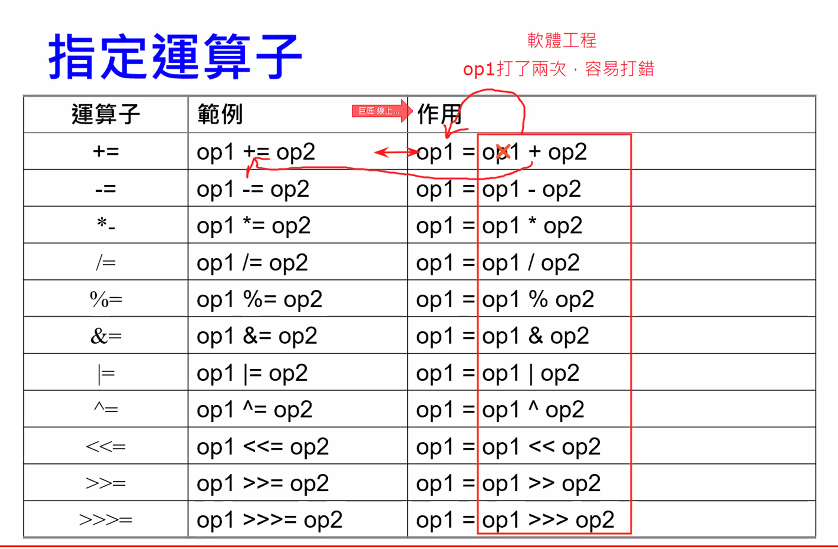 指定運算子
軟體工程
op1打了兩次，容易打錯
運算子 範例 作用
巨匠 線上...
+= op1 += op2 op1 = op1 + op2
-= op1 -= op2 op1 = op1 - op2
*- op1 *= op2 op1 = op1 * op2
/= op1 /= op2 op1 = op1 / op2
%= op1 %= op2 op1 = op1 % op2
&= op1 &= op2 op1 = op1 & op2
|= op1 |= op2 op1 = op1 | op2
^= op1 ^= op2 op1 = op1 ^ op2
<<= op1 <<= op2 op1 = op1 << op2
>>= op1 >>= op2 op1 = op1 >> op2
>>>= op1 >>>= op2 op1 = op1 >>> op2